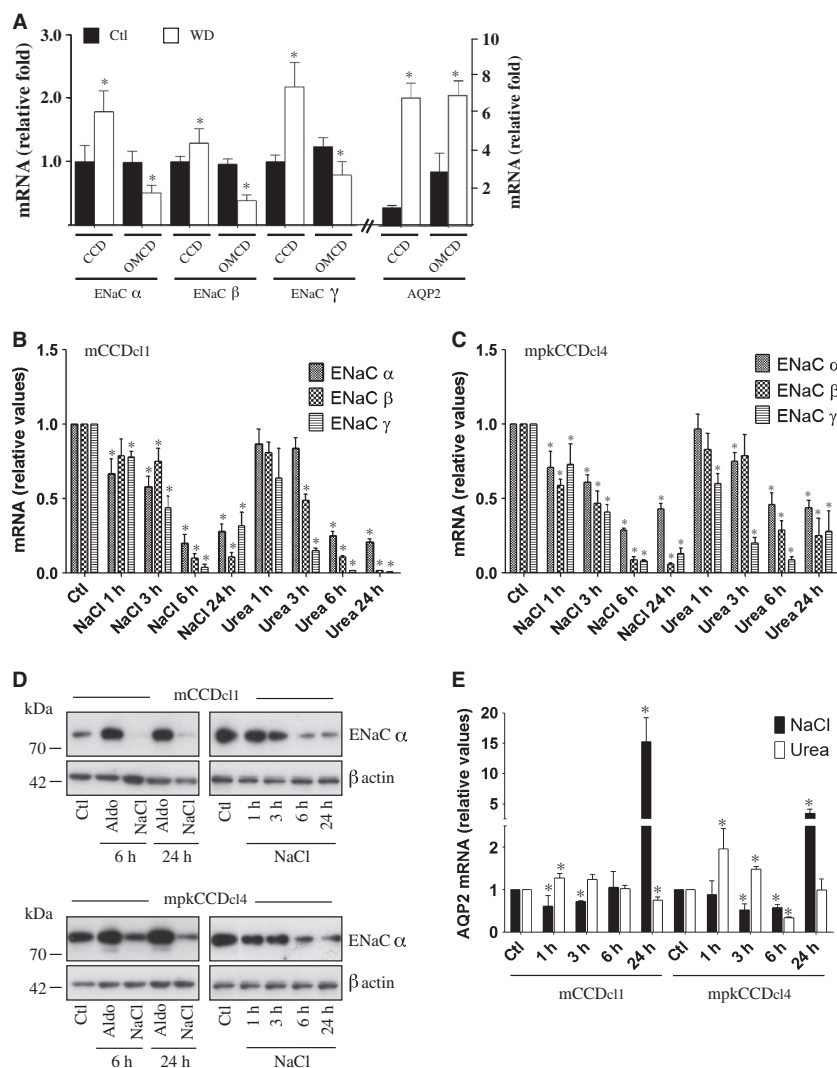 A
Ctl WD
mRNA (relative fold)
3.0
2.0
1.0
10
8
6
4
2
mRNA (relative fold)
* * * * * * * *
CCD OMCD CCD OMCD CCD OMCD CCD OMCD
ENaC α ENaC β ENaC γ AQP2
B
mCCDcl1
mRNA (relative values)
1.5
1.0
0.5
0.0
ENaC α
ENaC β
ENaC γ
Ctl NaCl 1 h NaCl 3 h NaCl 6 h NaCl 24 h Urea 1 h Urea 3 h Urea 6 h Urea 24 h
C
mpkCCDcl4
mRNA (relative values)
1.5
1.0
0.5
0.0
ENaC α
ENaC β
ENaC γ
Ctl NaCl 1 h NaCl 3 h NaCl 6 h NaCl 24 h Urea 1 h Urea 3 h Urea 6 h Urea 24 h
D
mCCDcl1
kDa
70
ENaC α
42
β actin
Ctl Aldo NaCl Aldo NaCl Ctl 1 h 3 h 6 h 24 h
6 h 24 h NaCl
mpkCCDcl4
kDa
70
ENaC α
42
β actin
Ctl Aldo NaCl Aldo NaCl Ctl 1 h 3 h 6 h 24 h
6 h 24 h NaCl
E
AQP2 mRNA (relative values)
20
15
10
5
2
1
0
NaCl
Urea
Ctl 1 h 3 h 6 h 24 h Ctl 1 h 3 h 6 h 24 h
mCCDcl1 mpkCCDcl4